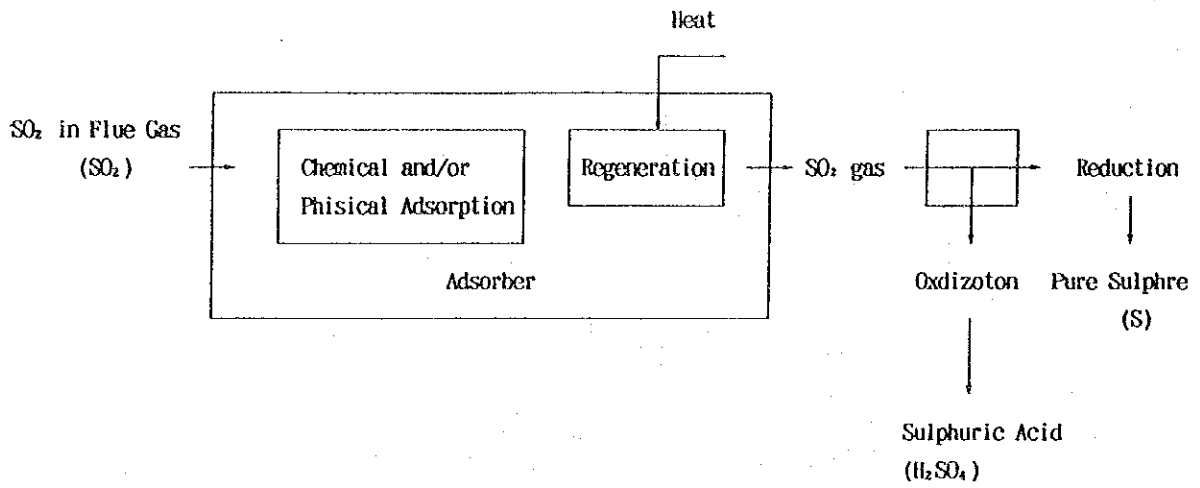 Heat
SO₂ in Flue Gas
(SO₂)
Chemical and/or
Phisical Adsorption
Regeneration
SO₂ gas
Reduction
Adsorber
Oxdizoton
Pure Sulphre
(S)
Sulphuric Acid
(H₂SO₄)